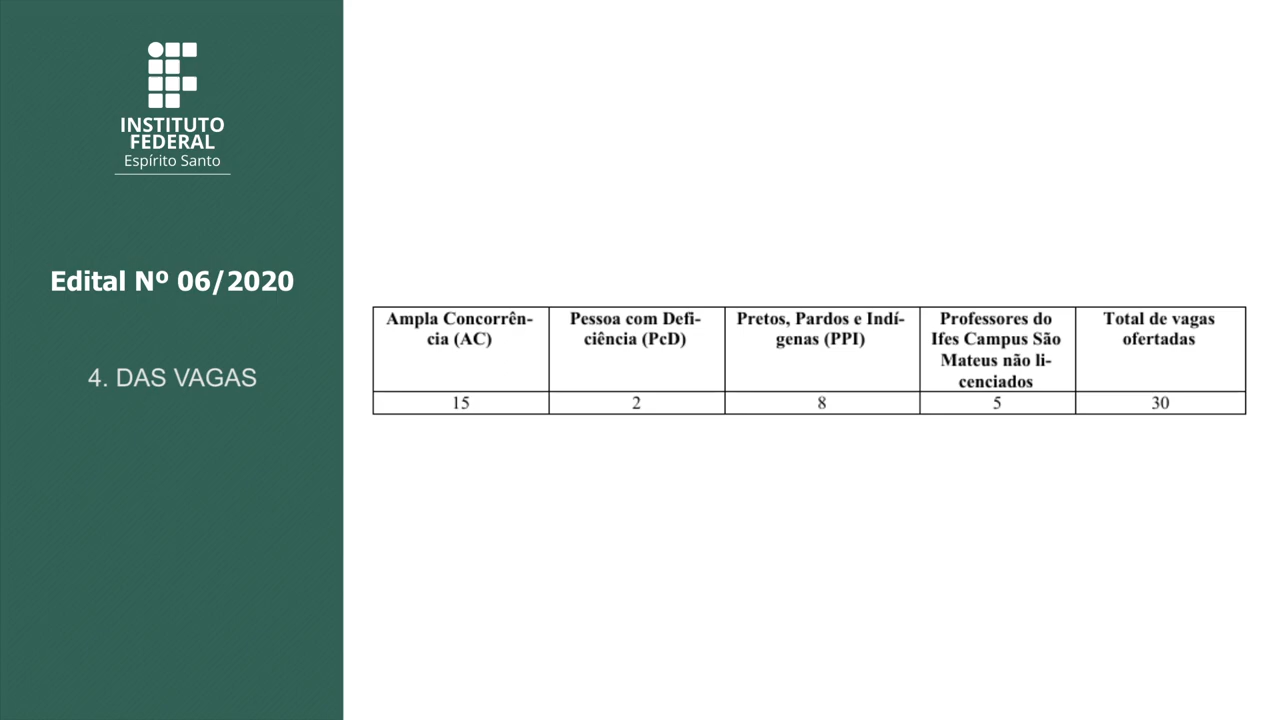 INSTITUTO
FEDERAL
Espírito Santo
Edital Nº 06/2020
4. DAS VAGAS
Ampla Concorrên-
cia (AC)
Pessoa com Defi-
ciência (PcD)
Pretos, Pardos e Indí-
genas (PPI)
Professores do
Ifes Campus São
Mateus não li-
cenciados
Total de vagas
ofertadas
15
2
8
5
30